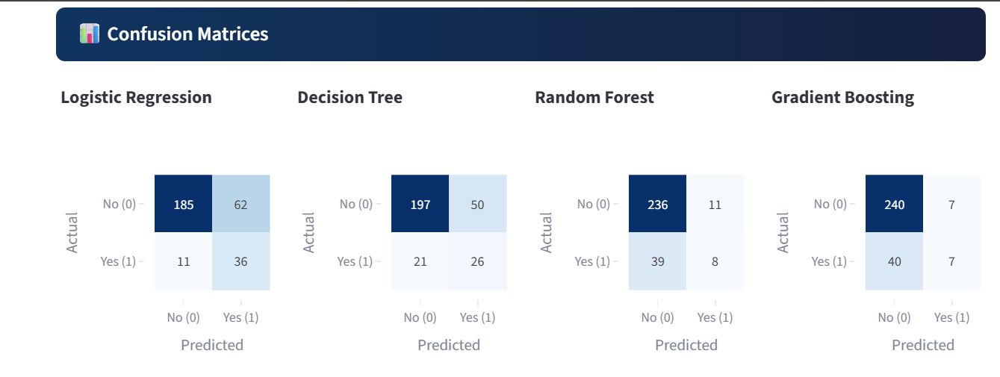 📊 Confusion Matrices
Logistic Regression
Actual
No (0) 185 62
Yes (1) 11 36
No (0) Yes (1)
Predicted
Decision Tree
Actual
No (0) 197 50
Yes (1) 21 26
No (0) Yes (1)
Predicted
Random Forest
Actual
No (0) 236 11
Yes (1) 39 8
No (0) Yes (1)
Predicted
Gradient Boosting
Actual
No (0) 240 7
Yes (1) 40 7
No (0) Yes (1)
Predicted